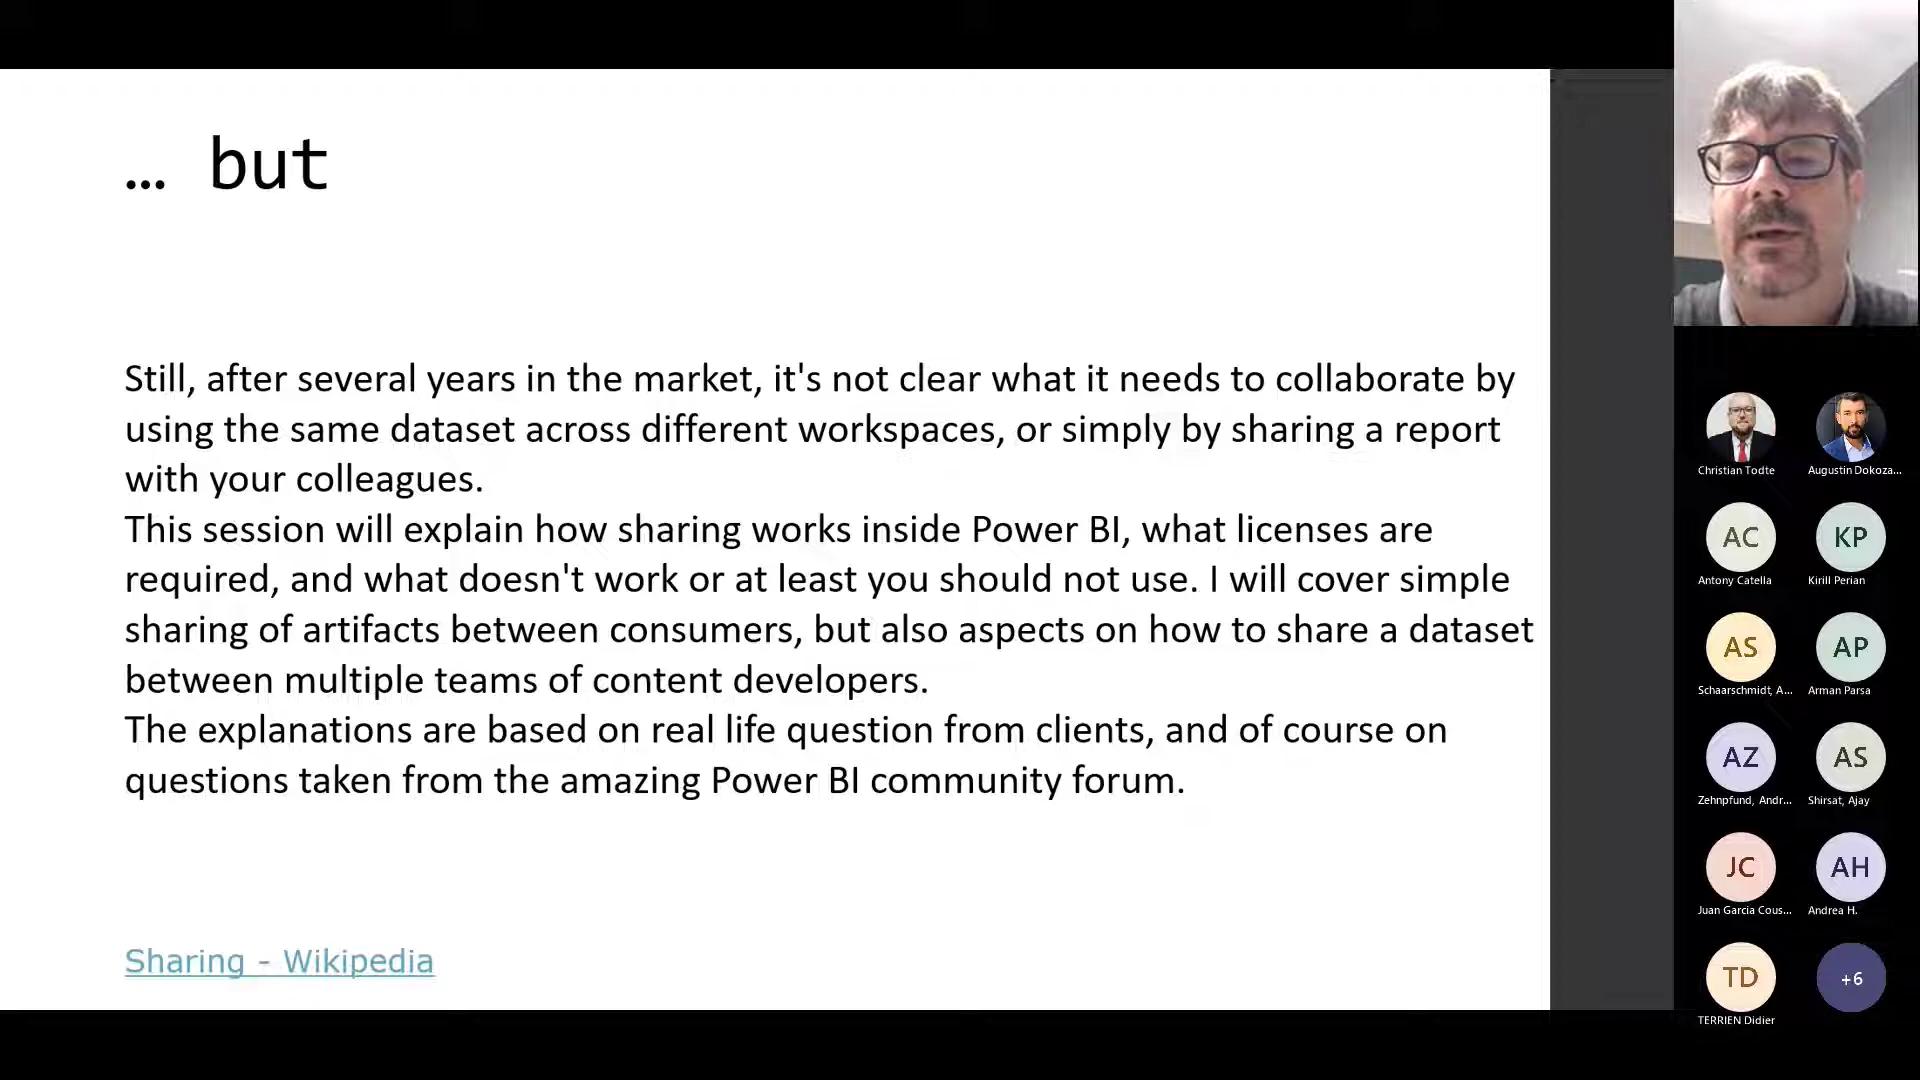 … but
Still, after several years in the market, it's not clear what it needs to collaborate by
using the same dataset across different workspaces, or simply by sharing a report
with your colleagues.
This session will explain how sharing works inside Power BI, what licenses are
required, and what doesn't work or at least you should not use. I will cover simple
sharing of artifacts between consumers, but also aspects on how to share a dataset
between multiple teams of content developers.
The explanations are based on real life question from clients, and of course on
questions taken from the amazing Power BI community forum.
Sharing - Wikipedia
Christian Todte
Augustin Dokoza...
AC
KP
Antony Catella
Kirill Perian
AS
AP
Schaarschmidt, A...
Arman Parsa
AZ
AS
Zehnpfund, Andr...
Shirsat, Ajay
JC
AH
Juan Garcia Cous...
Andrea H.
TD
+6
TERRIEN Didier